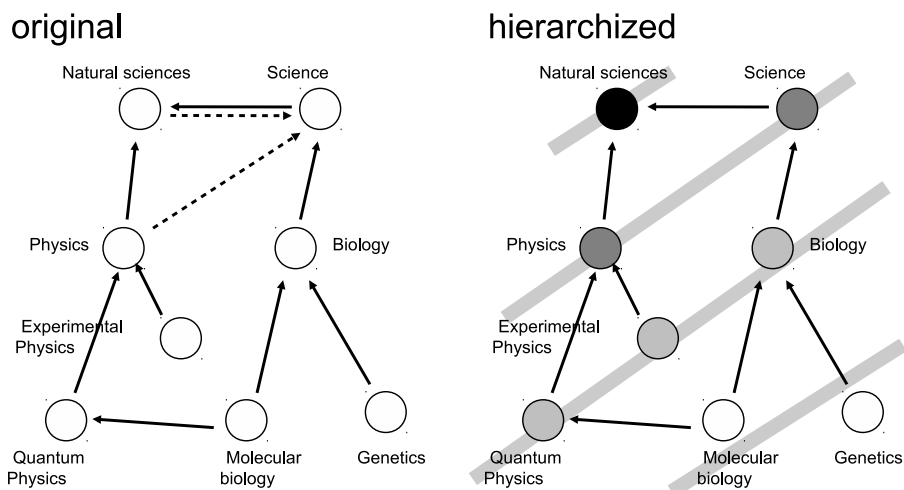 original
Natural sciences
Science
Physics
Biology
Experimental
Physics
Quantum
Physics
Molecular
biology
Genetics
hierarchized
Natural sciences
Science
Physics
Biology
Experimental
Physics
Quantum
Physics
Molecular
biology
Genetics